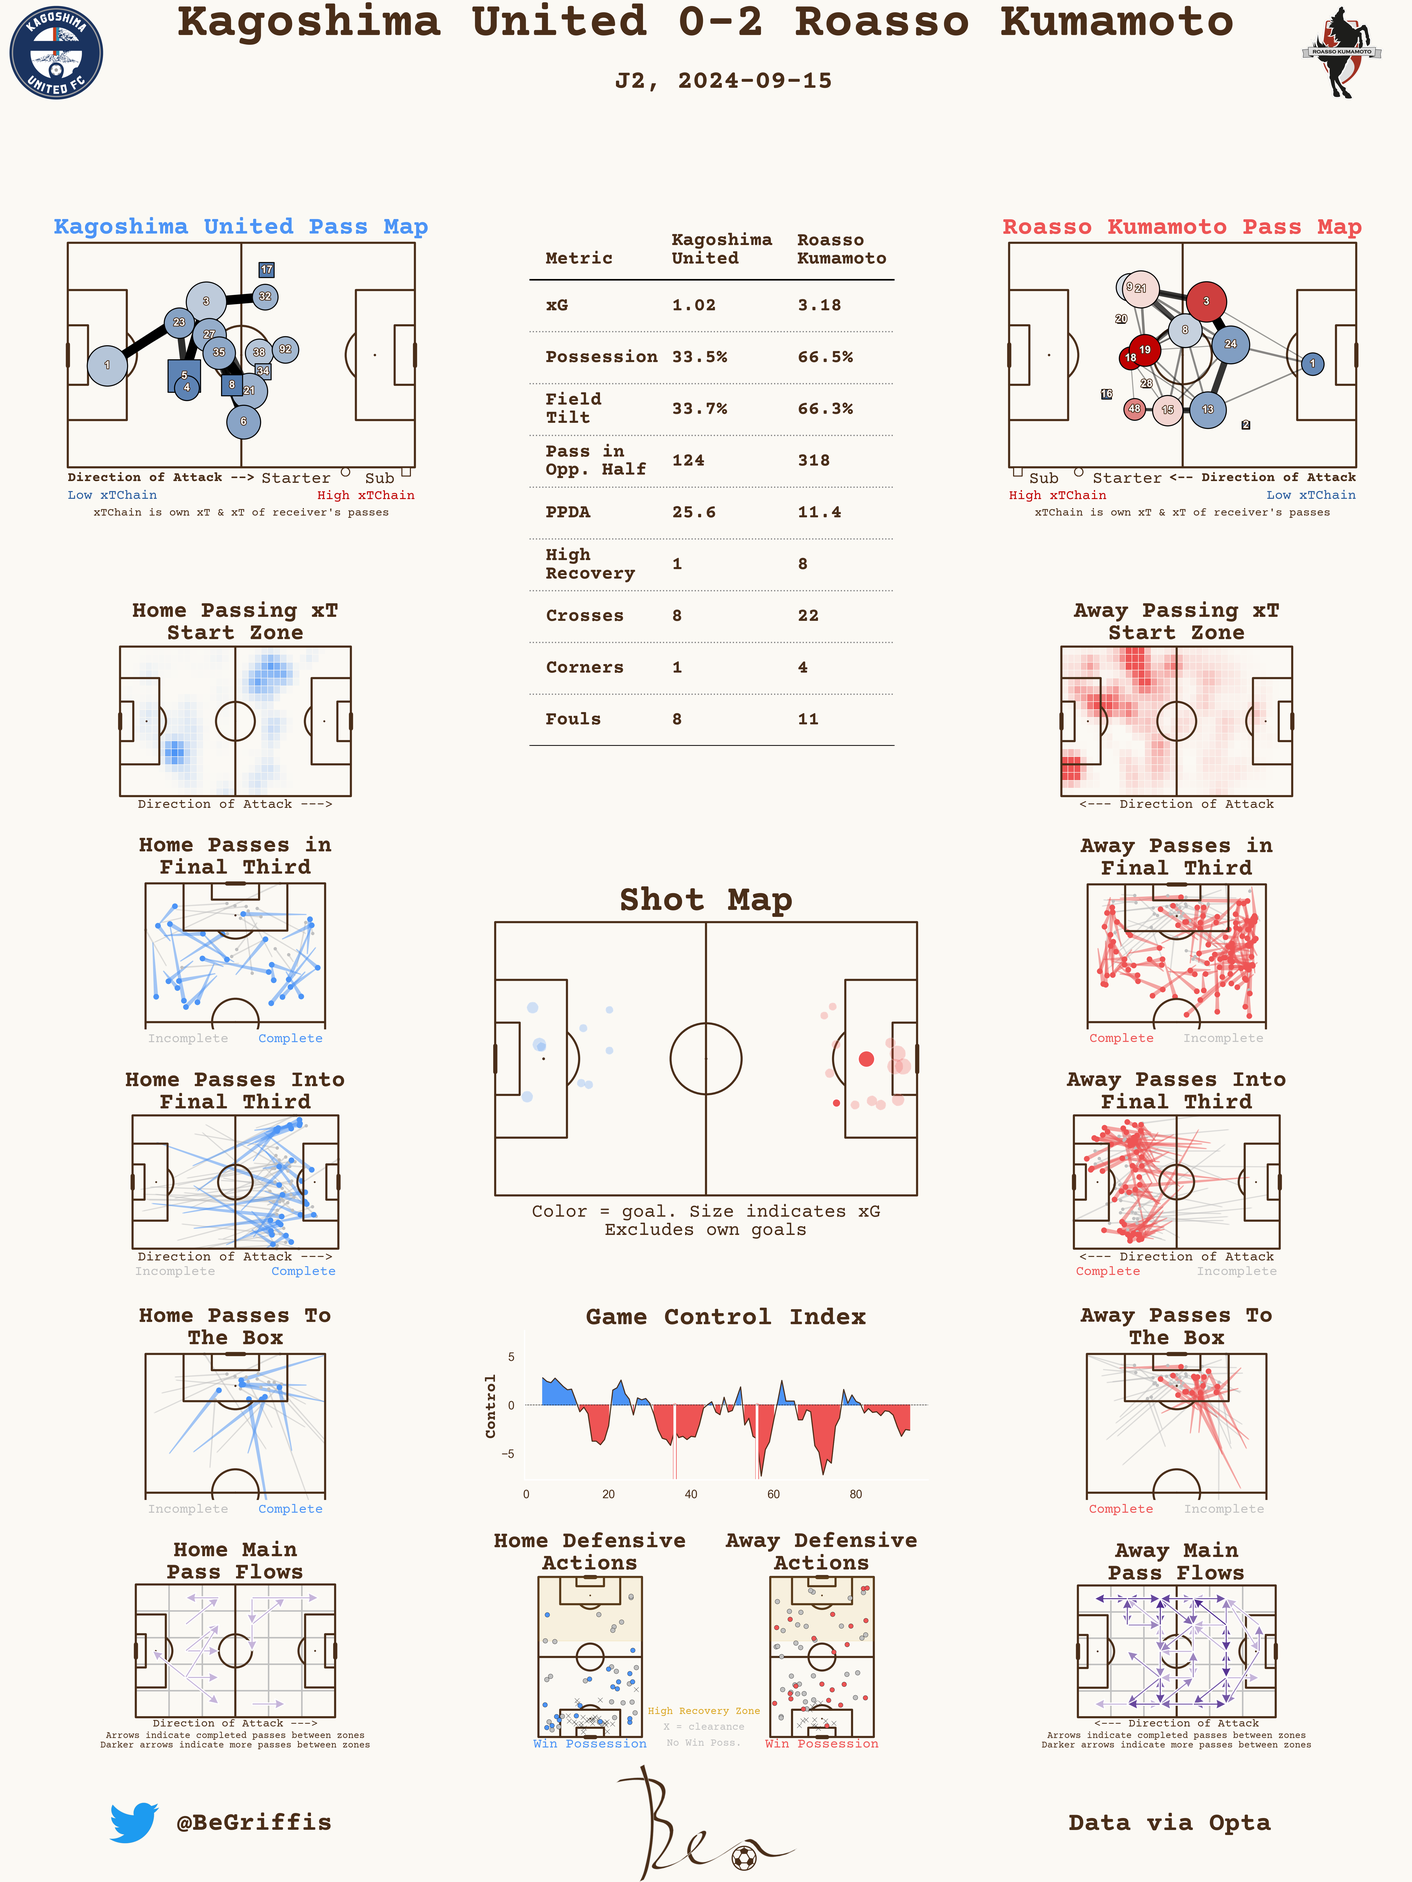 Kagoshima United 0-2 Roasso Kumamoto
J2, 2024-09-15
KAGOSHIMA
UNITED FC
ROASSO KUMAMOTO
Kagoshima United Pass Map
17
3
32
23
27
35
38
92
1
5
4
34
8
21
6
Direction of Attack --> Starter Sub
Low xTChain High xTChain
xTChain is own xT & xT of receiver's passes
Metric Kagoshima United Roasso Kumamoto
xG 1.02 3.18
Possession 33.5% 66.5%
Field Tilt 33.7% 66.3%
Pass in Opp. Half 124 318
PPDA 25.6 11.4
High Recovery 1 8
Crosses 8 22
Corners 1 4
Fouls 8 11
Roasso Kumamoto Pass Map
9
21
3
20
8
24
19
18
1
28
16
48
15
13
2
Sub Starter <-- Direction of Attack
High xTChain Low xTChain
xTChain is own xT & xT of receiver's passes
Home Passing xT
Start Zone
Direction of Attack --->
Away Passing xT
Start Zone
<--- Direction of Attack
Home Passes in
Final Third
Incomplete Complete
Shot Map
Color = goal. Size indicates xG
Excludes own goals
Away Passes in
Final Third
Complete Incomplete
Home Passes Into
Final Third
Direction of Attack --->
Incomplete Complete
Away Passes Into
Final Third
<--- Direction of Attack
Complete Incomplete
Home Passes To
The Box
Incomplete Complete
Game Control Index
Control
5
0
−5
0 20 40 60 80
Away Passes To
The Box
Complete Incomplete
Home Main
Pass Flows
Direction of Attack --->
Arrows indicate completed passes between zones
Darker arrows indicate more passes between zones
Home Defensive
Actions
Win Possession
High Recovery Zone
X = clearance
No Win Poss.
Away Defensive
Actions
Win Possession
Away Main
Pass Flows
<--- Direction of Attack
Arrows indicate completed passes between zones
Darker arrows indicate more passes between zones
@BeGriffis
Ben
Data via Opta